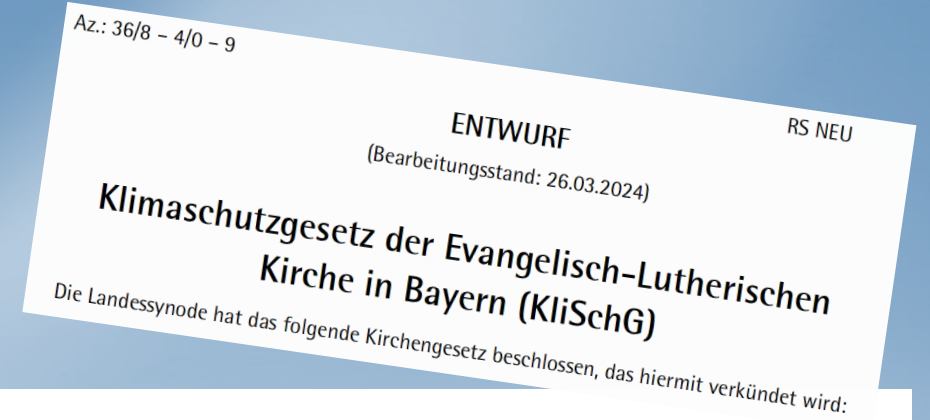 Az.: 36/8 – 4/0 – 9
RS NEU
ENTWURF
(Bearbeitungsstand: 26.03.2024)
Klimaschutzgesetz der Evangelisch-Lutherischen
Kirche in Bayern (KliSchG)
Die Landessynode hat das folgende Kirchengesetz beschlossen, das hiermit verkündet wird: